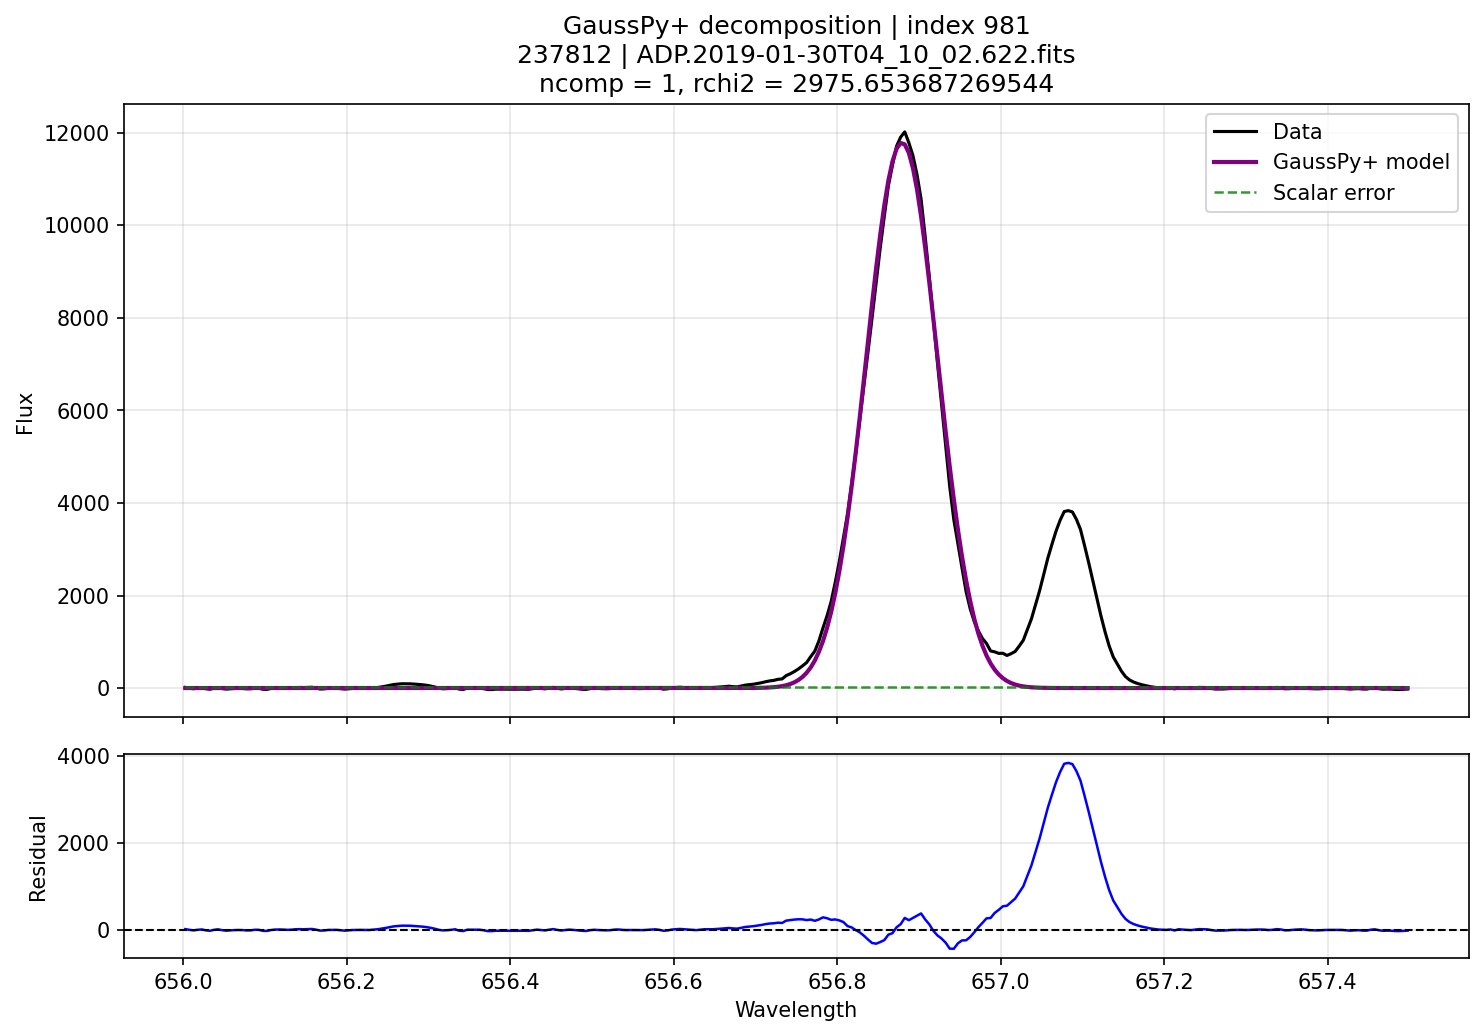 GaussPy+ decomposition | index 981
237812 | ADP.2019-01-30T04_10_02.622.fits
ncomp = 1, rchi2 = 2975.653687269544
Data
GaussPy+ model
Scalar error
12000
10000
8000
6000
4000
2000
0
Flux
4000
2000
0
Residual
656.0 656.2 656.4 656.6 656.8 657.0 657.2 657.4
Wavelength